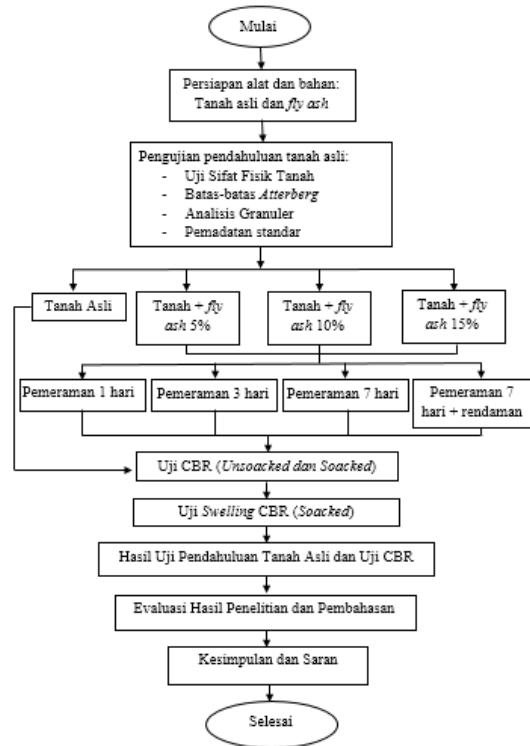 Mulai
Persiapan alat dan bahan:
Tanah asli dan fly ash
Pengujian pendahuluan tanah asli:
- Uji Sifat Fisik Tanah
- Batas-batas Atterberg
- Analisis Granuler
- Pemadatan standar
Tanah Asli
Tanah + fly
ash 5%
Tanah + fly
ash 10%
Tanah + fly
ash 15%
Pemeraman 1 hari
Pemeraman 3 hari
Pemeraman 7 hari
Pemeraman 7
hari + rendaman
Uji CBR (Unsoacked dan Soacked)
Uji Swelling CBR (Soacked)
Hasil Uji Pendahuluan Tanah Asli dan Uji CBR
Evaluasi Hasil Penelitian dan Pembahasan
Kesimpulan dan Saran
Selesai